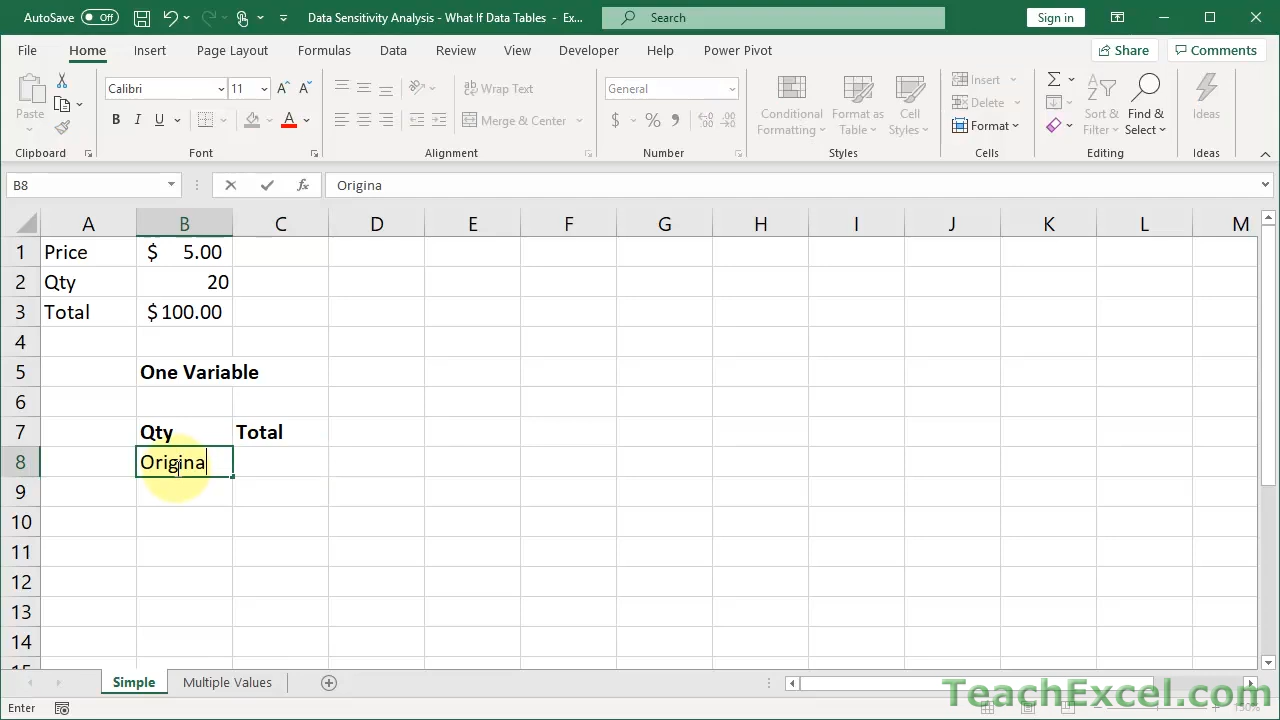 AutoSave Off Data Sensitivity Analysis - What If Data Tables - Ex... Search Sign in
File Home Insert Page Layout Formulas Data Review View Developer Help Power Pivot Share Comments
Paste
Clipboard
Calibri 11
B I U A
Font
Wrap Text
Merge & Center
Alignment
General
$ %
Number
Conditional Formatting
Format as Table
Cell Styles
Styles
Insert
Delete
Format
Cells
Sort & Filter
Find & Select
Editing
Ideas
Ideas
B8 fx Origina
A B C D E F G H I J K L M
1 Price $ 5.00
2 Qty 20
3 Total $100.00
4
5 One Variable
6
7 Qty Total
8 Origina
9
10
11
12
13
14
15
Simple Multiple Values
Enter
TeachExcel.com